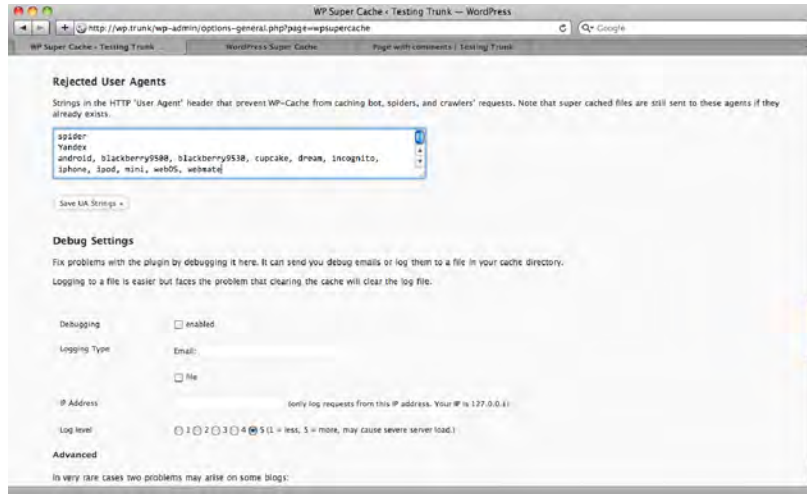 WP Super Cache ‹ Testing Trunk — WordPress
http://wp.trunk/wp-admin/options-general.php?page=wpsupercache
Google
WP Super Cache ‹ Testing Trunk ...
WordPress Super Cache
Page with comments | Testing Trunk
Rejected User Agents
Strings in the HTTP 'User Agent' header that prevent WP-Cache from caching bot, spiders, and crawlers' requests. Note that super cached files are still sent to these agents if they
already exists.
spider
Yandex
android, blackberry9500, blackberry9530, cupcake, dream, incognito,
iphone, ipod, mini, webOS, webmate
Save UA Strings »
Debug Settings
Fix problems with the plugin by debugging it here. It can send you debug emails or log them to a file in your cache directory.
Logging to a file is easier but faces the problem that clearing the cache will clear the log file.
Debugging
enabled
Logging Type
Email:
file
IP Address
(only log requests from this IP address. Your IP is 127.0.0.1)
Log level
1 2 3 4 5 (1 = less, 5 = more, may cause severe server load.)
Advanced
In very rare cases two problems may arise on some blogs: